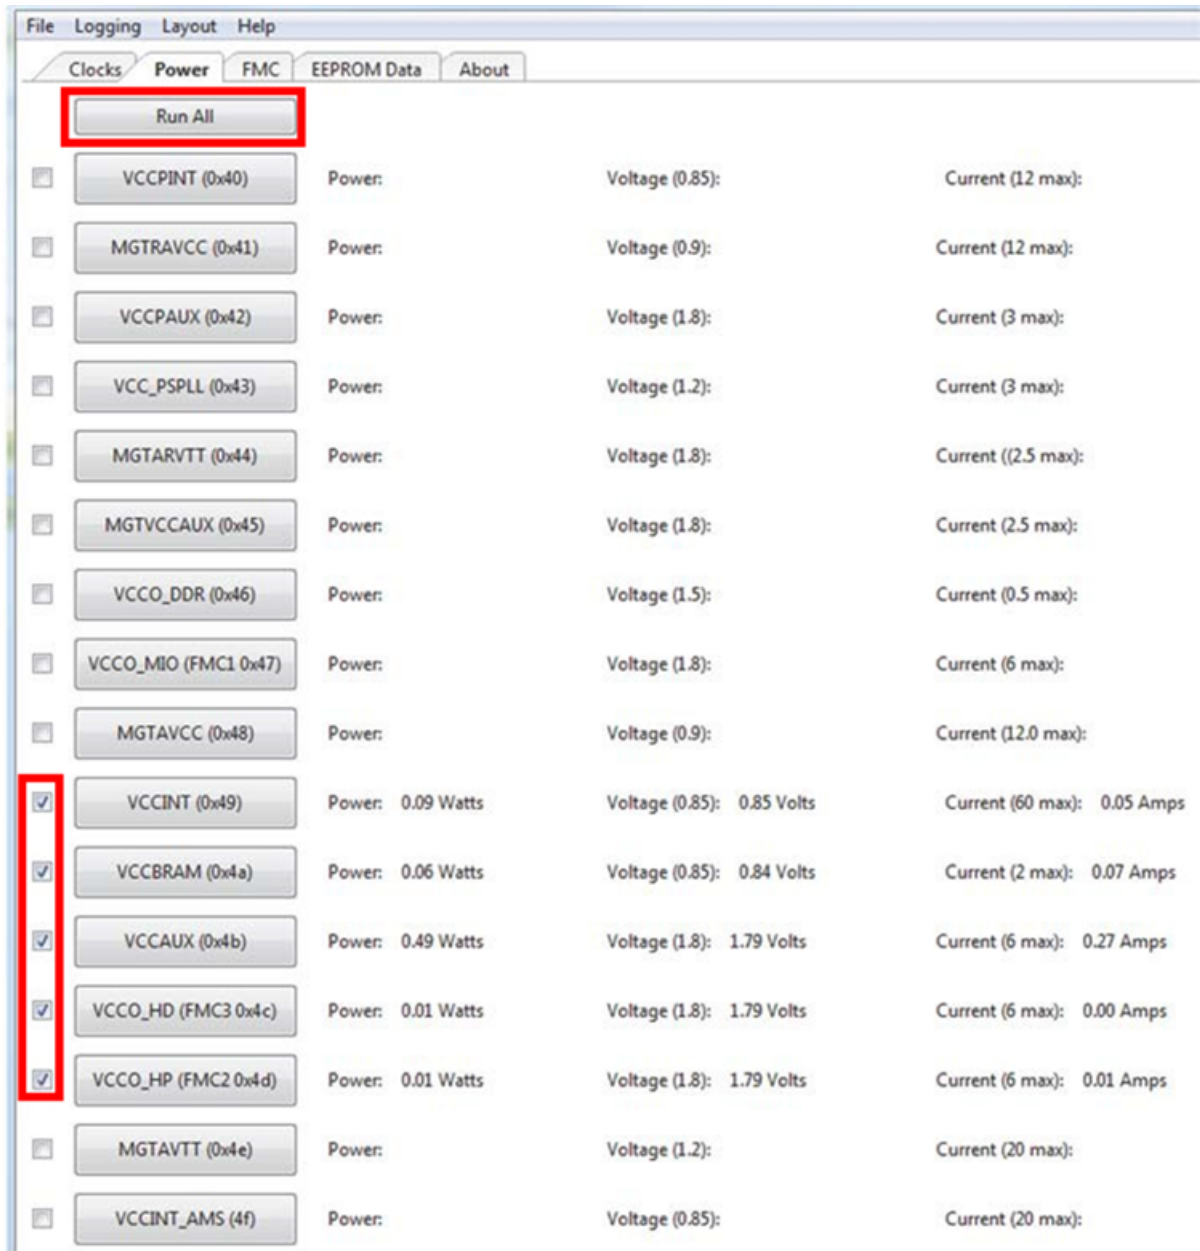 File Logging Layout Help
Clocks Power FMC EEPROM Data About
Run All
VCCPINT (0x40) Power: Voltage (0.85): Current (12 max):
MGTRAVCC (0x41) Power: Voltage (0.9): Current (12 max):
VCCPAUX (0x42) Power: Voltage (1.8): Current (3 max):
VCC_PSPLL (0x43) Power: Voltage (1.2): Current (3 max):
MGTARVTT (0x44) Power: Voltage (1.8): Current ((2.5 max):
MGTVCCAUX (0x45) Power: Voltage (1.8): Current (2.5 max):
VCCO_DDR (0x46) Power: Voltage (1.5): Current (0.5 max):
VCCO_MIO (FMC1 0x47) Power: Voltage (1.8): Current (6 max):
MGTAVCC (0x48) Power: Voltage (0.9): Current (12.0 max):
VCCINT (0x49) Power: 0.09 Watts Voltage (0.85): 0.85 Volts Current (60 max): 0.05 Amps
VCCBRAM (0x4a) Power: 0.06 Watts Voltage (0.85): 0.84 Volts Current (2 max): 0.07 Amps
VCCAUX (0x4b) Power: 0.49 Watts Voltage (1.8): 1.79 Volts Current (6 max): 0.27 Amps
VCCO_HD (FMC3 0x4c) Power: 0.01 Watts Voltage (1.8): 1.79 Volts Current (6 max): 0.00 Amps
VCCO_HP (FMC2 0x4d) Power: 0.01 Watts Voltage (1.8): 1.79 Volts Current (6 max): 0.01 Amps
MGTAVTT (0x4e) Power: Voltage (1.2): Current (20 max):
VCCINT_AMS (4f) Power: Voltage (0.85): Current (20 max):